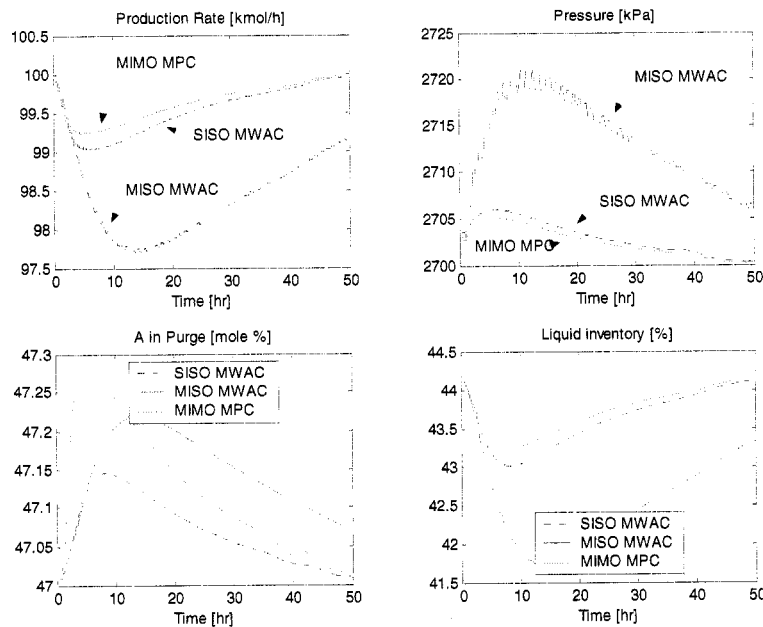 Production Rate [kmol/h]
100.5
100
99.5
99
98.5
98
97.5
MIMO MPC
SISO MWAC
MISO MWAC
0 10 20 30 40 50
Time [hr]
Pressure [kPa]
2725
2720
2715
2710
2705
2700
MISO MWAC
SISO MWAC
MIMO MPC
0 10 20 30 40 50
Time [hr]
A in Purge [mole %]
47.3
47.25
47.2
47.15
47.1
47.05
47
SISO MWAC
MISO MWAC
MIMO MPC
0 10 20 30 40 50
Time [hr]
Liquid inventory [%]
44.5
44
43.5
43
42.5
42
41.5
SISO MWAC
MISO MWAC
MIMO MPC
0 10 20 30 40 50
Time [hr]